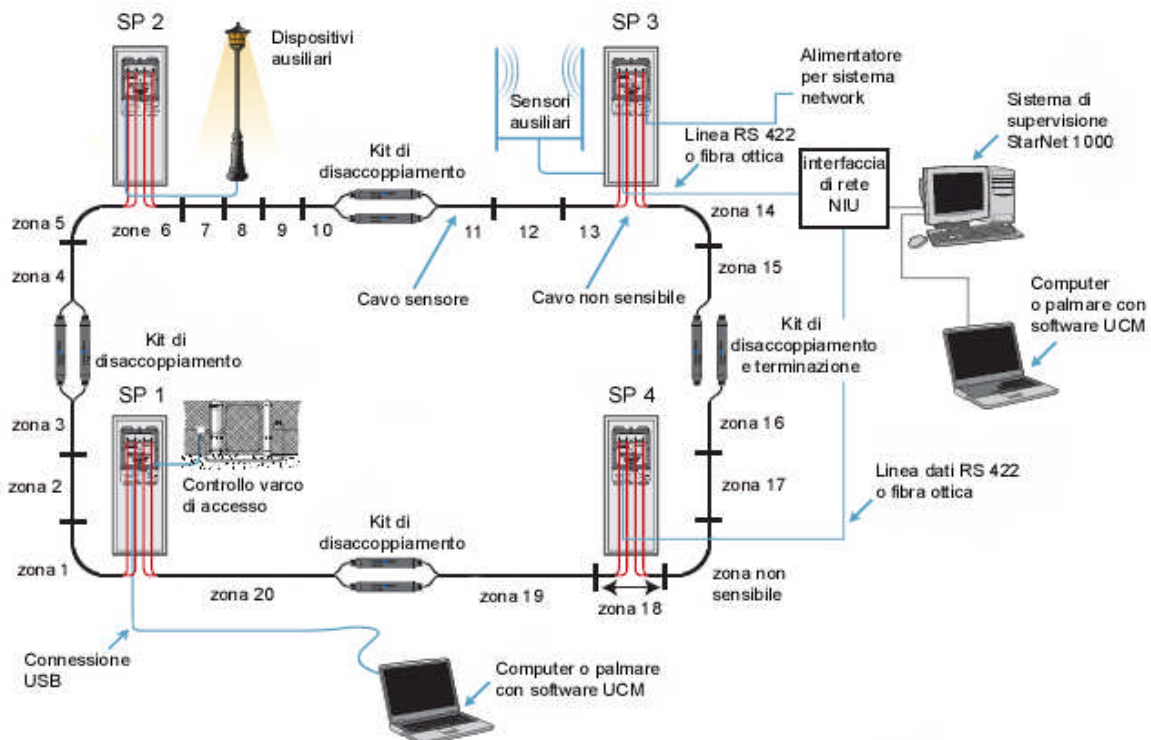 SP 2
Dispositivi
ausiliari
SP 3
Sensori
ausiliari
Alimentatore
per sistema
network
Linea RS 422
o fibra ottica
Sistema di
supervisione
StarNet 1000
interfaccia
di rete
NIU
Kit di
disaccoppiamento
zona 5
zone 6
7
8
9
10
11
12
13
zona 14
zona 4
Cavo sensore
Cavo non sensibile
zona 15
Computer
o palmare con
software UCM
Kit di
disaccoppiamento
Kit di
disaccoppiamento
e terminazione
SP 1
SP 4
zona 3
zona 16
zona 2
Controllo varco
di accesso
zona 17
Linea dati RS 422
o fibra ottica
Kit di
disaccoppiamento
zona 1
zona 20
zona 19
zona 18
zona non
sensibile
Connessione
USB
Computer o palmare
con software UCM